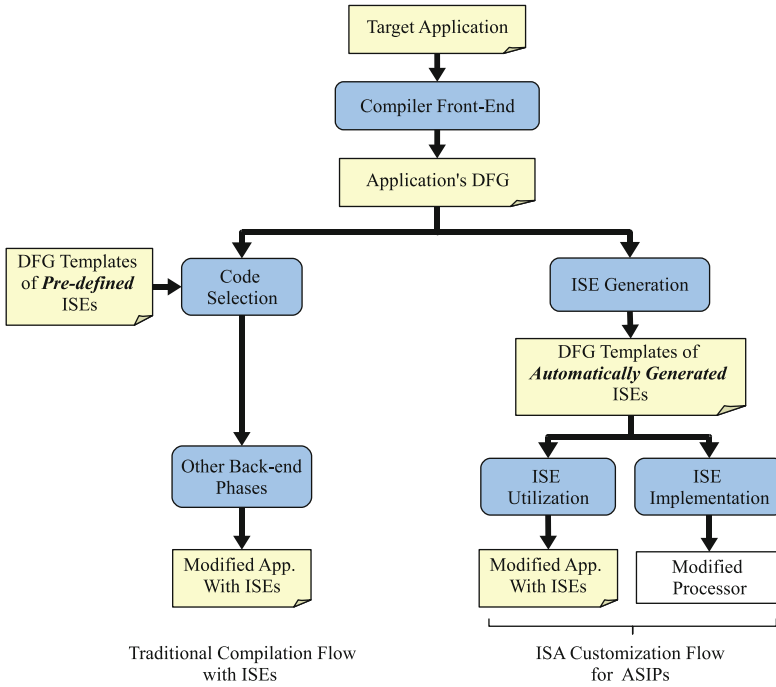 Target Application
Compiler Front-End
Application's DFG
DFG Templates
of Pre-defined
ISEs
Code
Selection
ISE Generation
DFG Templates of
Automatically Generated
ISEs
Other Back-end
Phases
ISE
Utilization
ISE
Implementation
Modified App.
With ISEs
Modified App.
With ISEs
Modified
Processor
Traditional Compilation Flow
with ISEs
ISA Customization Flow
for ASIPs